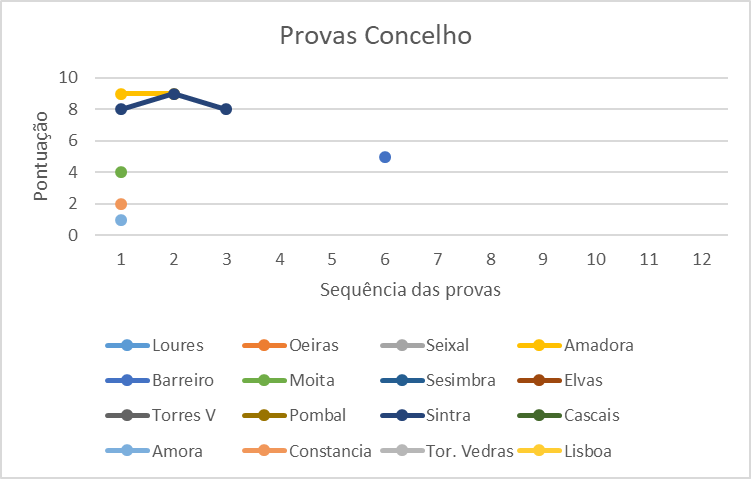 Provas Concelho
10
8
6
4
2
0
Pontuação
1 2 3 4 5 6 7 8 9 10 11 12
Sequência das provas
Loures Oeiras Seixal Amadora
Barreiro Moita Sesimbra Elvas
Torres V Pombal Sintra Cascais
Amora Constancia Tor. Vedras Lisboa